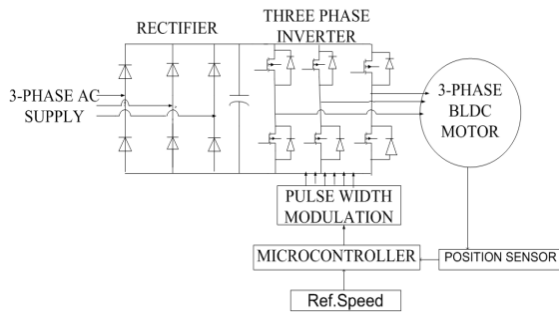 RECTIFIER
THREE PHASE
INVERTER
3-PHASE AC
SUPPLY
3-PHASE
BLDC
MOTOR
PULSE WIDTH
MODULATION
MICROCONTROLLER
POSITION SENSOR
Ref.Speed